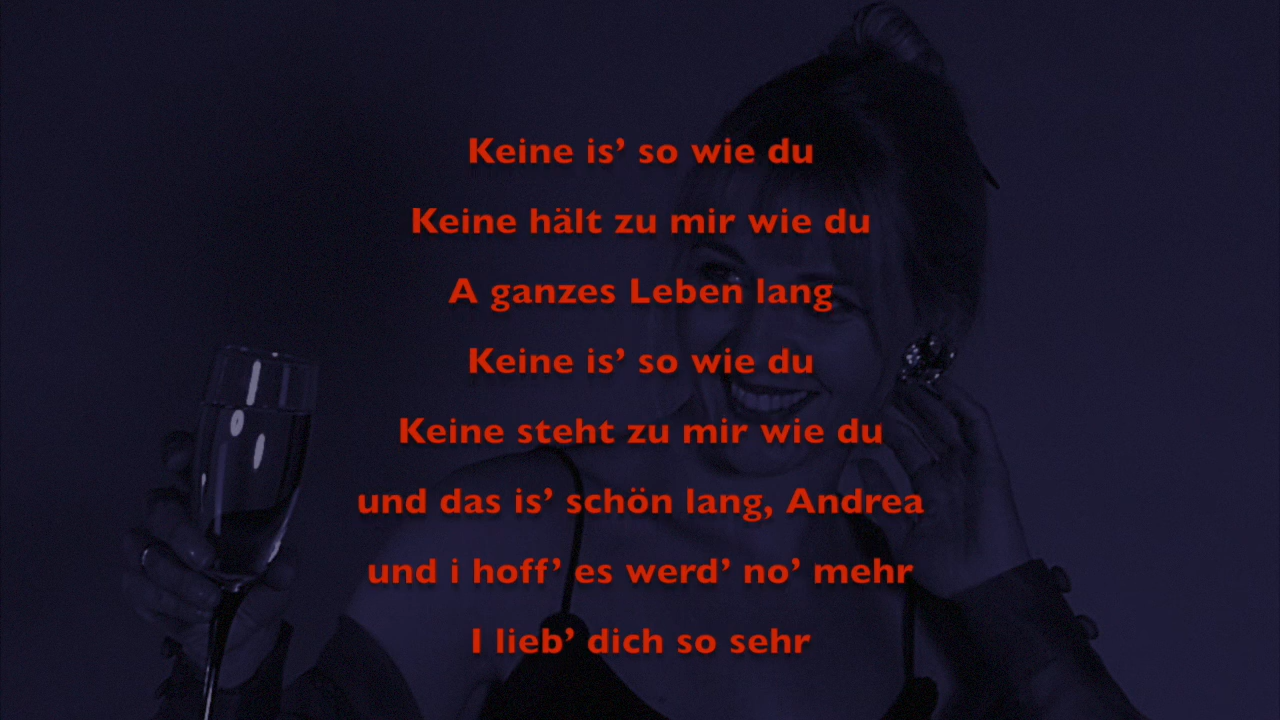 Keine is’ so wie du
Keine hält zu mir wie du
A ganzes Leben lang
Keine is’ so wie du
Keine steht zu mir wie du
und das is’ schön lang, Andrea
und i hoff’ es werd’ no’ mehr
I lieb’ dich so sehr